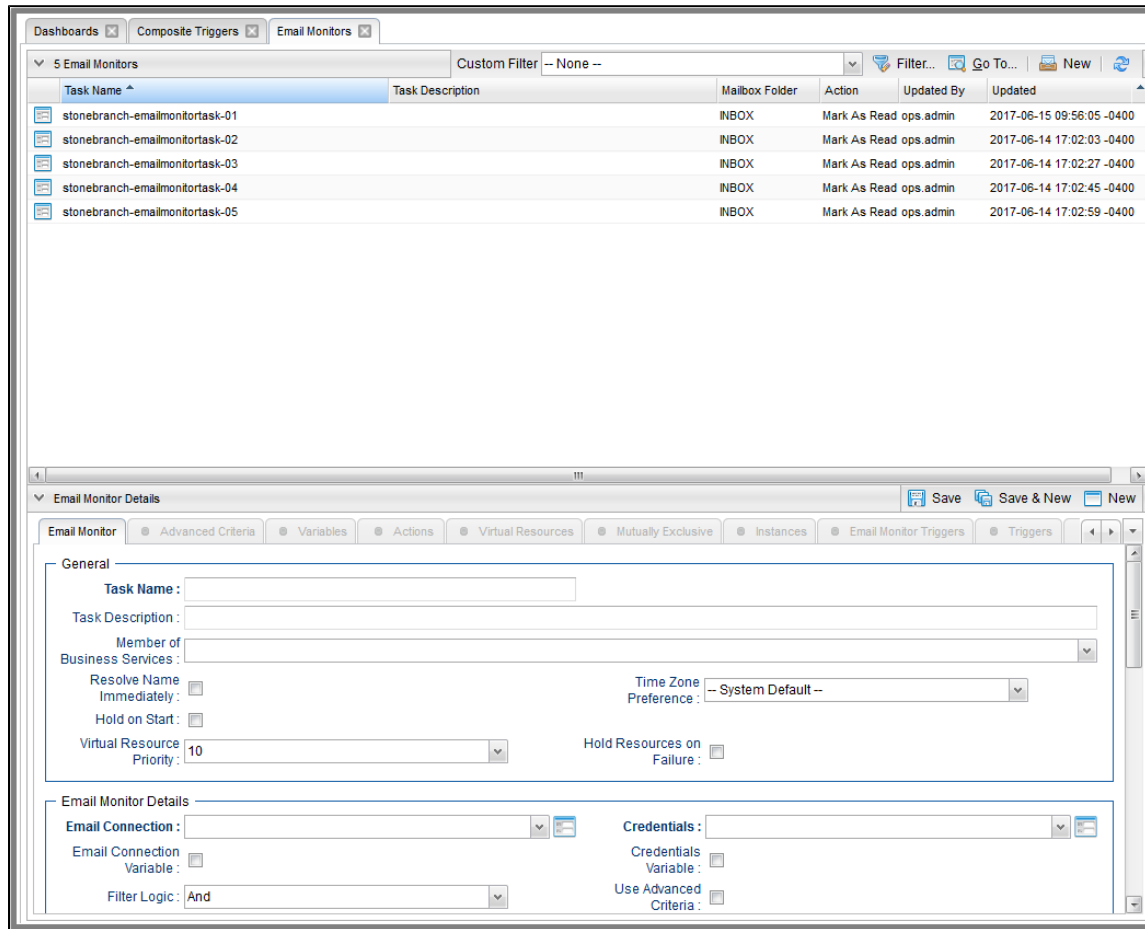 Dashboards Composite Triggers Email Monitors
5 Email Monitors Custom Filter -- None -- Filter... Go To... New
Task Name Task Description Mailbox Folder Action Updated By Updated
stonebranch-emailmonitortask-01 INBOX Mark As Read ops.admin 2017-06-15 09:56:05 -0400
stonebranch-emailmonitortask-02 INBOX Mark As Read ops.admin 2017-06-14 17:02:03 -0400
stonebranch-emailmonitortask-03 INBOX Mark As Read ops.admin 2017-06-14 17:02:27 -0400
stonebranch-emailmonitortask-04 INBOX Mark As Read ops.admin 2017-06-14 17:02:45 -0400
stonebranch-emailmonitortask-05 INBOX Mark As Read ops.admin 2017-06-14 17:02:59 -0400
Email Monitor Details Save Save & New New
Email Monitor Advanced Criteria Variables Actions Virtual Resources Mutually Exclusive Instances Email Monitor Triggers Triggers
General
Task Name :
Task Description :
Member of
Business Services :
Resolve Name
Immediately :
Time Zone
Preference : -- System Default --
Hold on Start :
Virtual Resource
Priority : 10
Hold Resources on
Failure :
Email Monitor Details
Email Connection : Credentials :
Email Connection
Variable :
Credentials
Variable :
Filter Logic : And
Use Advanced
Criteria :